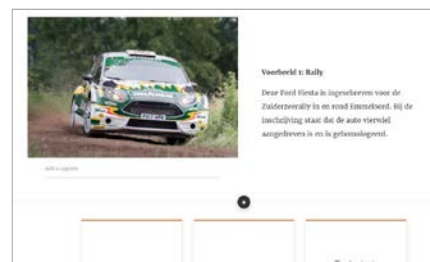 Voorbeeld 1: Rally
Deze Ford Fiesta is ingeschreven voor de
Zuiderzeerally in en rond Emmeloord. Bij de
inschrijving staat dat de auto vierwiel
aangedreven is en is gehomologeerd.
Add a caption